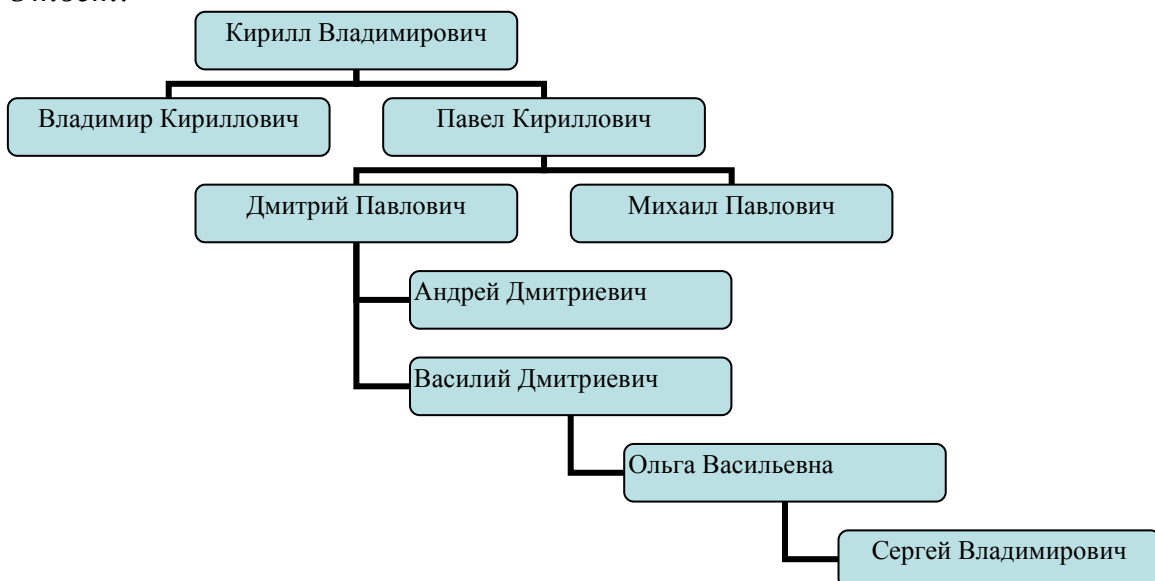 Кирилл Владимирович
Владимир Кириллович
Павел Кириллович
Дмитрий Павлович
Михаил Павлович
Андрей Дмитриевич
Василий Дмитриевич
Ольга Васильевна
Сергей Владимирович